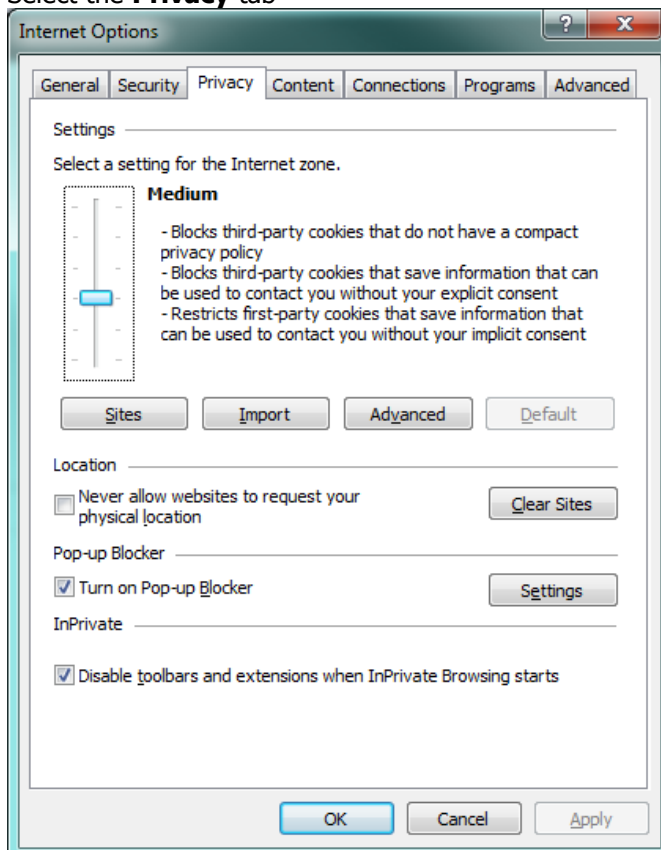 Select the Privacy tab
Internet Options
?
X
General Security Privacy Content Connections Programs Advanced
Settings
Select a setting for the Internet zone.
Medium
- Blocks third-party cookies that do not have a compact
privacy policy
- Blocks third-party cookies that save information that can
be used to contact you without your explicit consent
- Restricts first-party cookies that save information that
can be used to contact you without your implicit consent
Sites Import Advanced Default
Location
Never allow websites to request your
physical location
Clear Sites
Pop-up Blocker
Turn on Pop-up Blocker
Settings
InPrivate
Disable toolbars and extensions when InPrivate Browsing starts
OK Cancel Apply